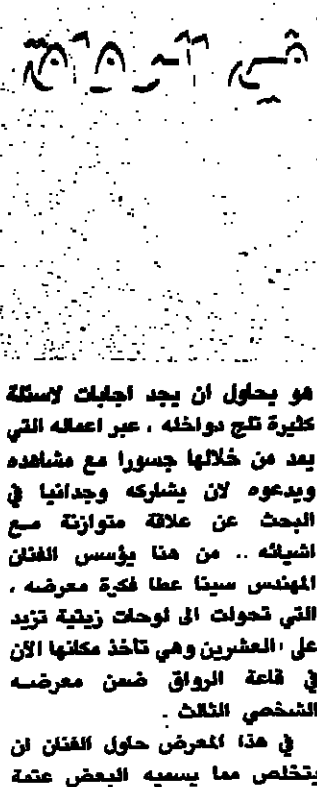 هو يحاول ان يجد اجابات لاسئلة
كثيرة تلج دواخله ، عبر اعماله التي
يمد من خلالها جسورا مع مشاهده
ويدعوه لان يشاركه وجدانيا في
البحث عن علاقة متوازنة مع
اشيائه .. من هنا يؤسس الفنان
المهندس سينا عطا فكرة معرضه ،
التي تحولت الى لوحات زيتية تزيد
على العشرين وهي تأخذ مكانها الآن
في قاعة الرواق ضمن معرضه
الشخصي الثالث .
في هذا المعرض حاول الفنان ان
يتخلص مما يسميه البعض عتمة